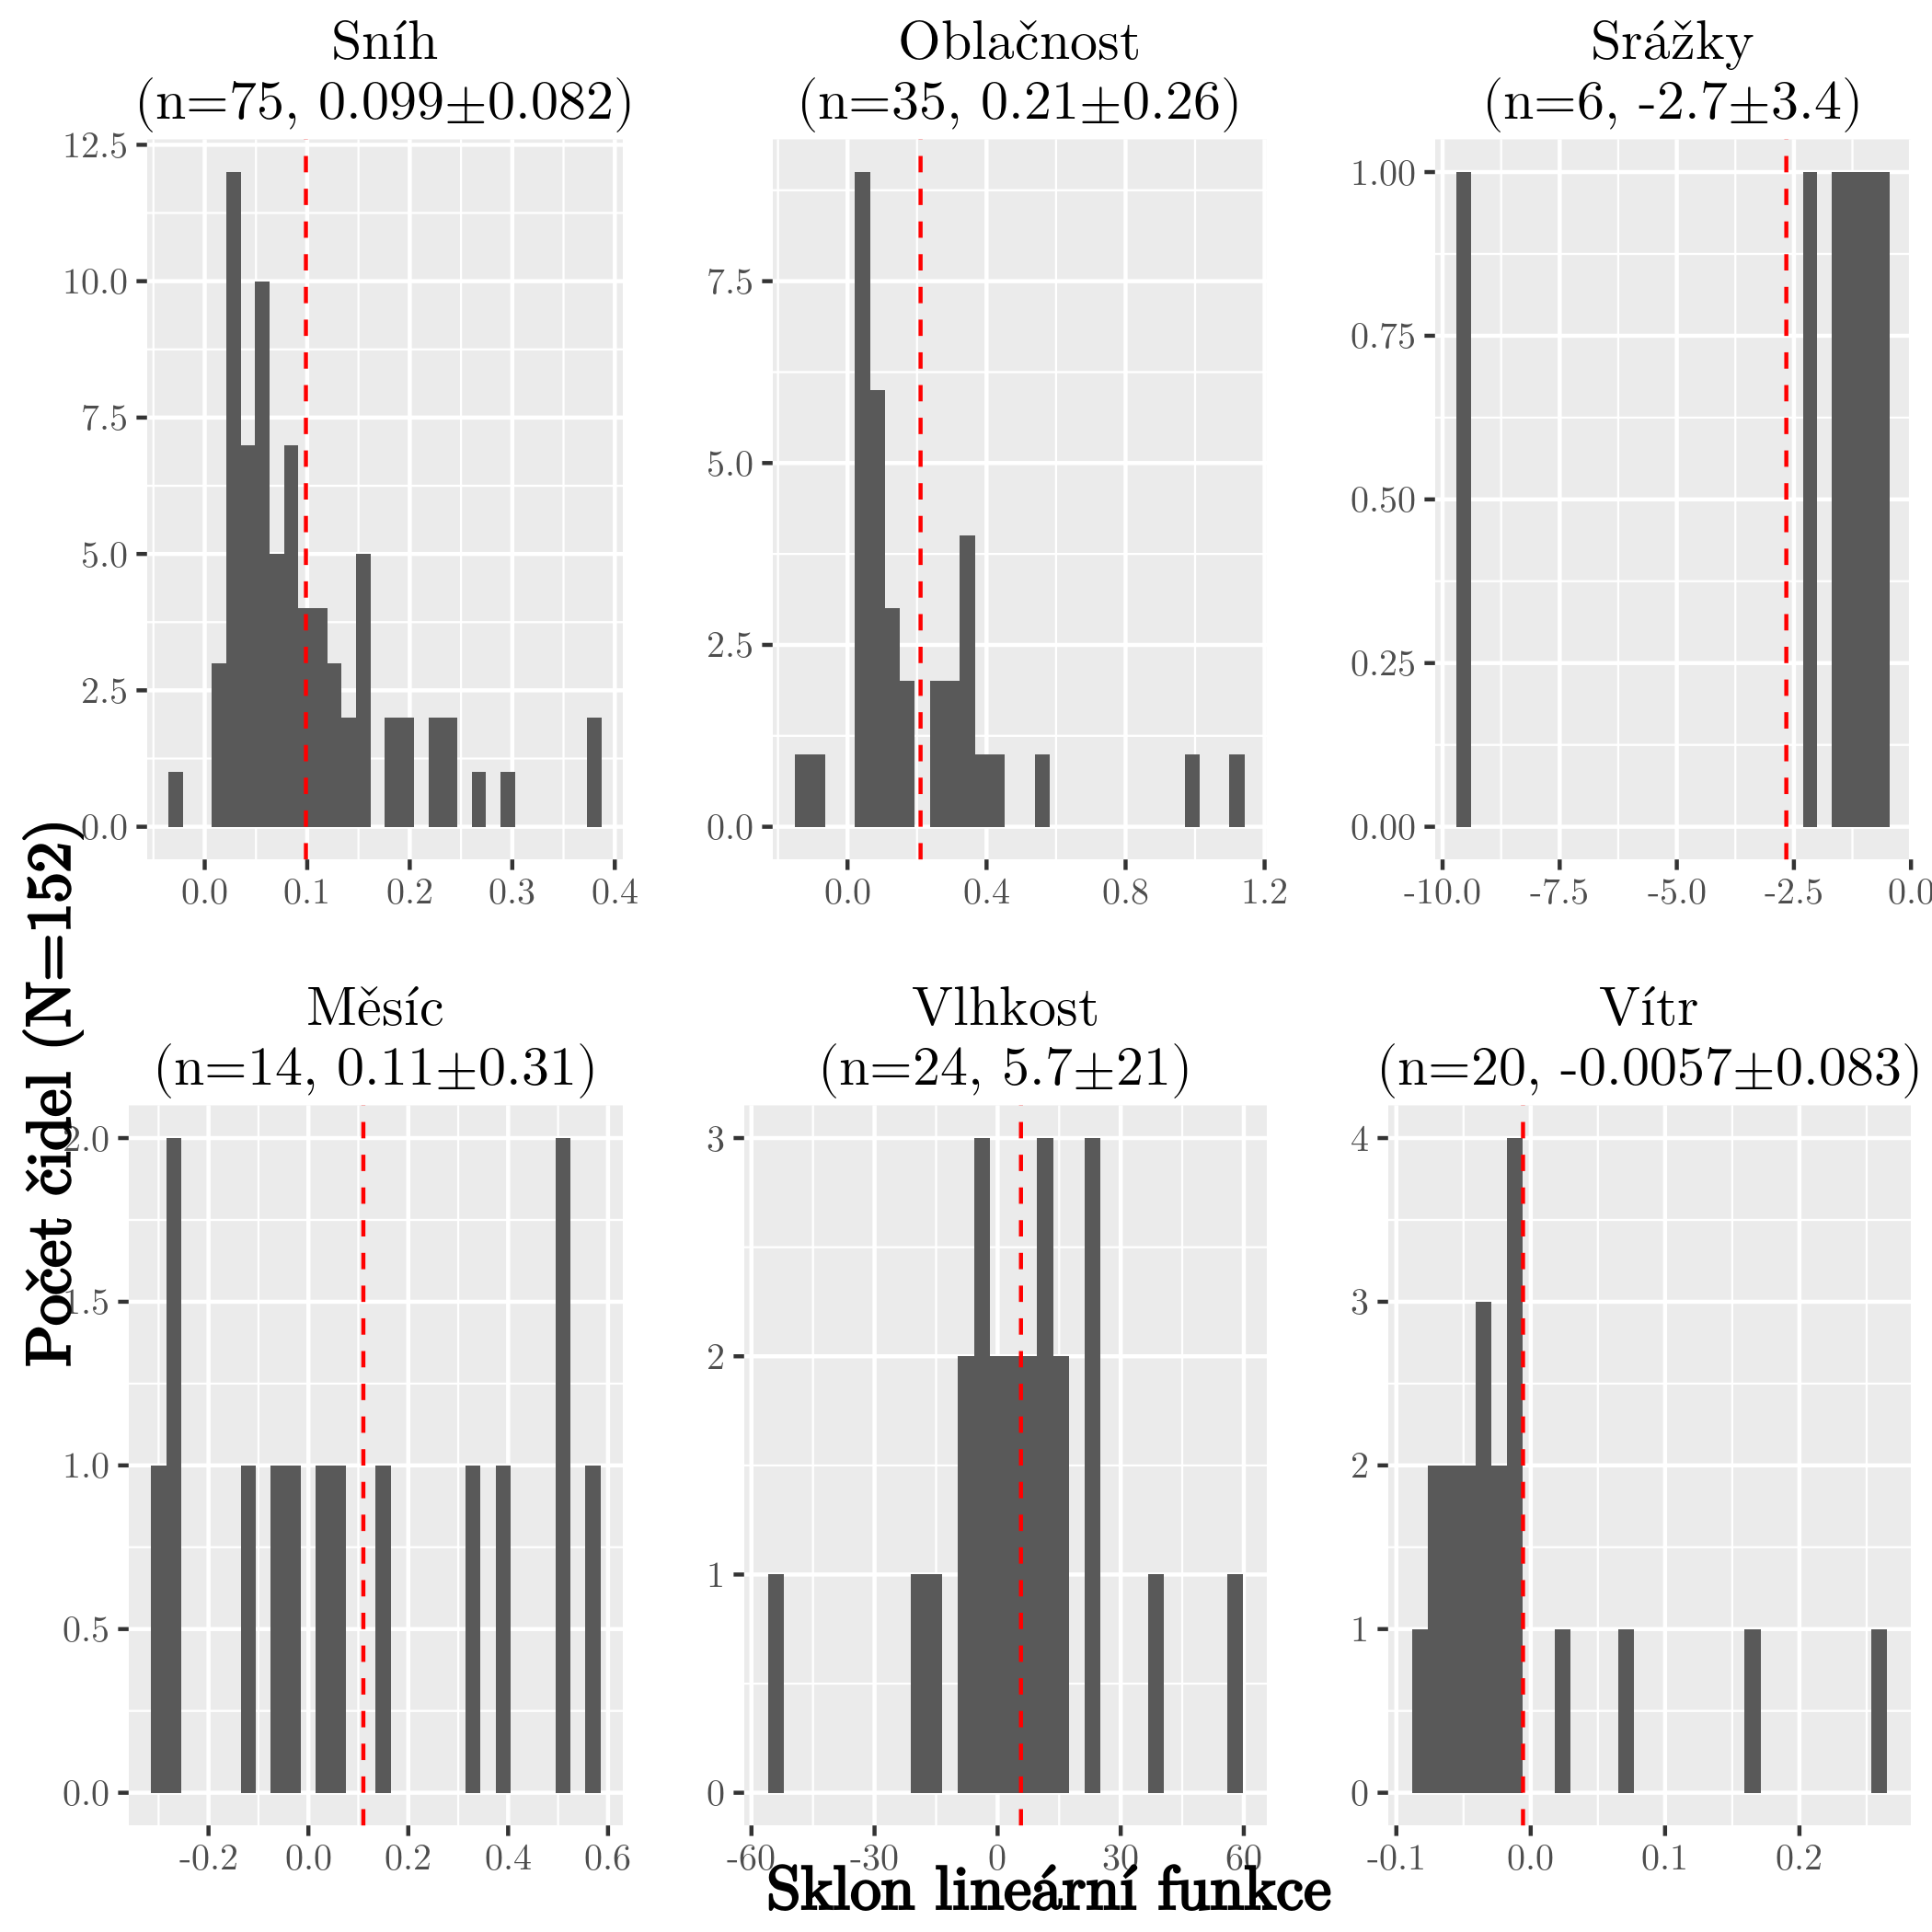 Sníh
(n=75, 0.099±0.082)
12.5
10.0
7.5
5.0
2.5
0.0
0.0 0.1 0.2 0.3 0.4
Oblačnost
(n=35, 0.21±0.26)
7.5
5.0
2.5
0.0
0.0 0.4 0.8 1.2
Srážky
(n=6, -2.7±3.4)
1.00
0.75
0.50
0.25
0.00
-10.0 -7.5 -5.0 -2.5 0.0
Počet čidel (N=152)
Měsíc
(n=14, 0.11±0.31)
2.0
1.5
1.0
0.5
0.0
-0.2 0.0 0.2 0.4 0.6
Vlhkost
(n=24, 5.7±21)
3
2
1
0
-60 -30 0 30 60
Vítr
(n=20, -0.0057±0.083)
4
3
2
1
0
-0.1 0.0 0.1 0.2
Sklon lineární funkce